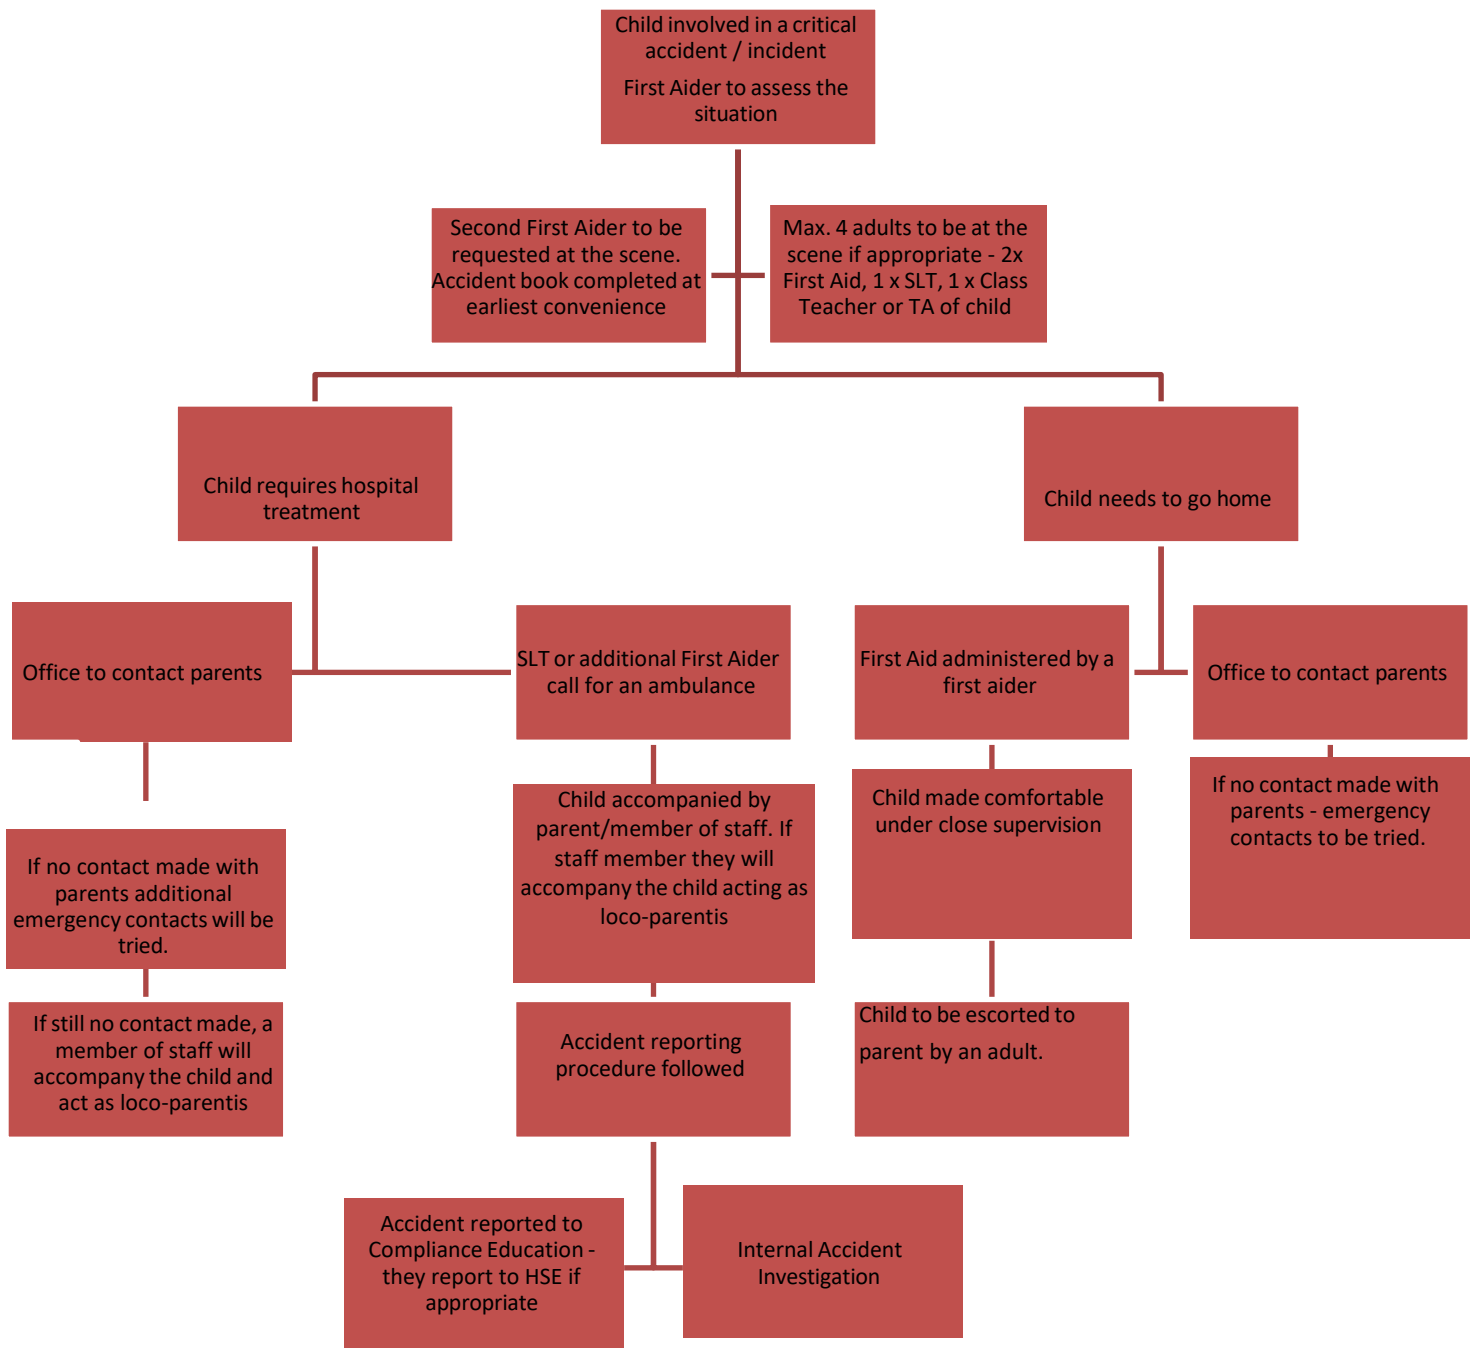 Child involved in a critical
accident / incident
First Aider to assess the
situation
Second First Aider to be
requested at the scene.
Accident book completed at
earliest convenience
Max. 4 adults to be at the
scene if appropriate - 2x
First Aid, 1 x SLT, 1 x Class
Teacher or TA of child
Child requires hospital
treatment
Child needs to go home
Office to contact parents
SLT or additional First Aider
call for an ambulance
First Aid administered by a
first aider
Office to contact parents
If no contact made with
parents additional
emergency contacts will be
tried.
Child accompanied by
parent/member of staff. If
staff member they will
accompany the child acting as
loco-parentis
Child made comfortable
under close supervision
If no contact made with
parents - emergency
contacts to be tried.
If still no contact made, a
member of staff will
accompany the child and
act as loco-parentis
Accident reporting
procedure followed
Child to be escorted to
parent by an adult.
Accident reported to
Compliance Education -
they report to HSE if
appropriate
Internal Accident
Investigation